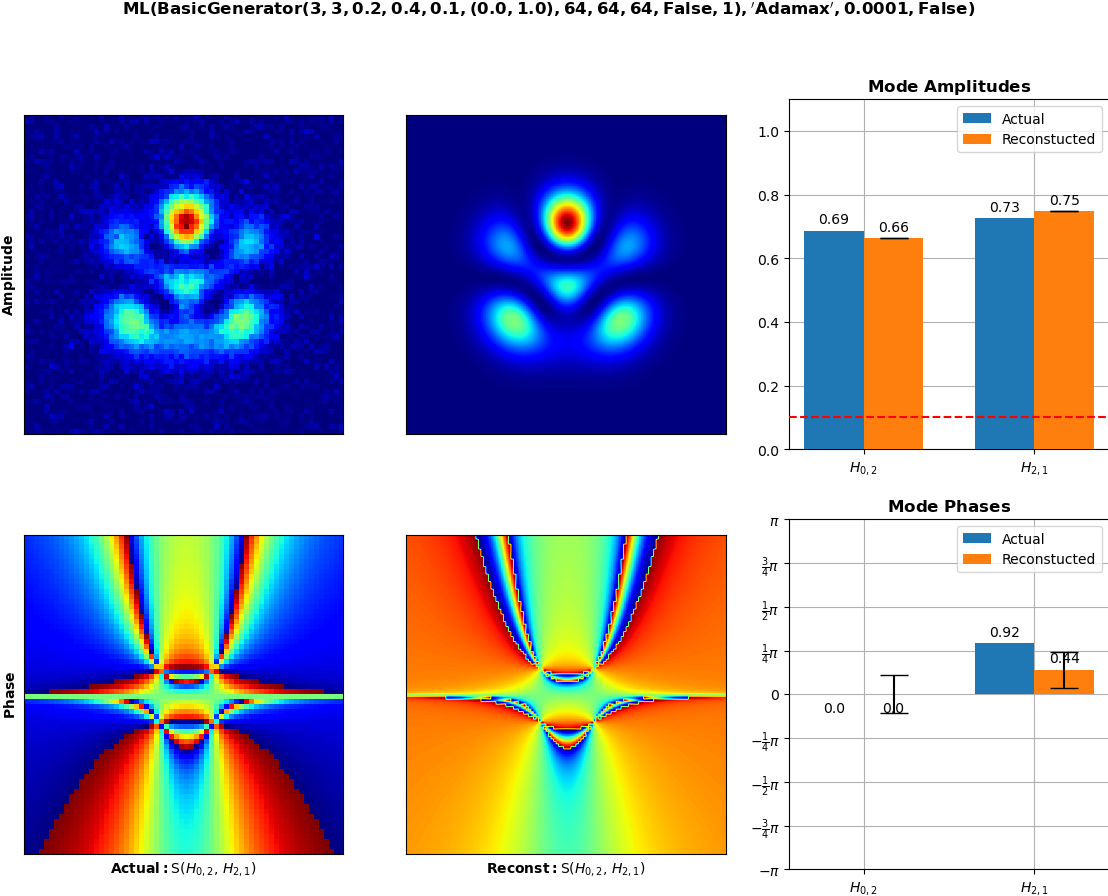 ML(BasicGenerator(3, 3, 0.2, 0.4, 0.1, (0.0, 1.0), 64, 64, 64, False, 1), ′Adamax′, 0.0001, False)
Mode Amplitudes
Actual
Reconstucted
1.0
0.8
0.6
0.4
0.2
0.0
0.69
0.66
0.73
0.75
H0, 2
H2, 1
Amplitude
Mode Phases
Actual
Reconstucted
π
3/4π
1/2π
1/4π
0
−1/4π
−1/2π
−3/4π
−π
0.0
0.0
0.92
0.44
H0, 2
H2, 1
Phase
Actual: S(H0, 2, H2, 1)
Reconst: S(H0, 2, H2, 1)